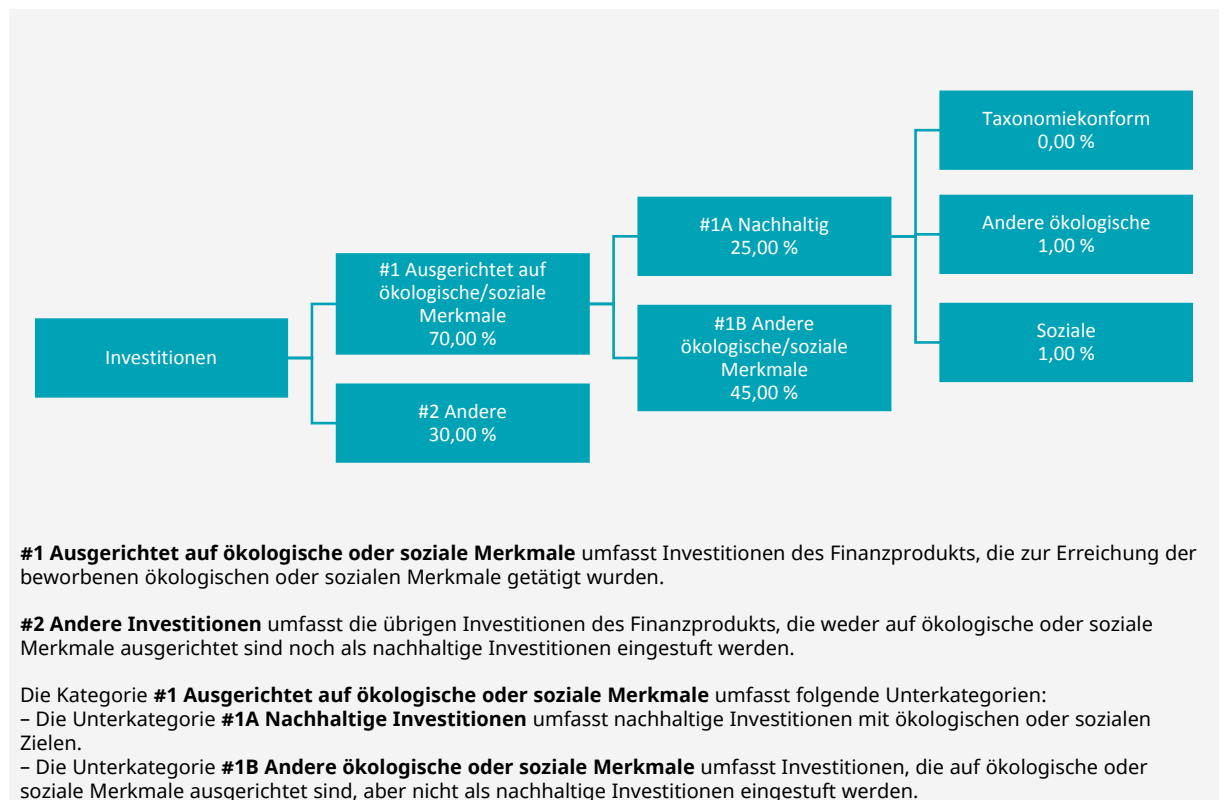 Taxonomiekonform
0,00 %
#1A Nachhaltig
25,00 %
Andere ökologische
1,00 %
#1 Ausgerichtet auf
ökologische/soziale
Merkmale
70,00 %
Investitionen
#1B Andere
ökologische/soziale
Merkmale
45,00 %
Soziale
1,00 %
#2 Andere
30,00 %
#1 Ausgerichtet auf ökologische oder soziale Merkmale umfasst Investitionen des Finanzprodukts, die zur Erreichung der
beworbenen ökologischen oder sozialen Merkmale getätigt wurden.
#2 Andere Investitionen umfasst die übrigen Investitionen des Finanzprodukts, die weder auf ökologische oder soziale
Merkmale ausgerichtet sind noch als nachhaltige Investitionen eingestuft werden.
Die Kategorie #1 Ausgerichtet auf ökologische oder soziale Merkmale umfasst folgende Unterkategorien:
– Die Unterkategorie #1A Nachhaltige Investitionen umfasst nachhaltige Investitionen mit ökologischen oder sozialen
Zielen.
– Die Unterkategorie #1B Andere ökologische oder soziale Merkmale umfasst Investitionen, die auf ökologische oder
soziale Merkmale ausgerichtet sind, aber nicht als nachhaltige Investitionen eingestuft werden.